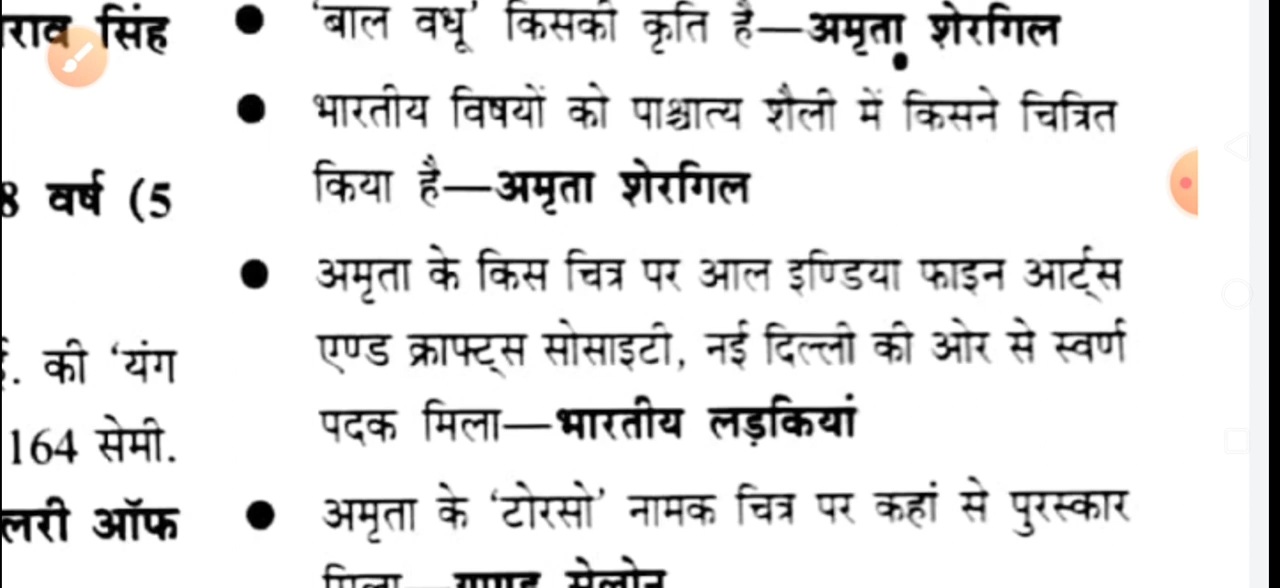 राव सिंह
8 वर्ष (5
. की ‘यंग
164 सेमी.
लरी ऑफ
● ‘बाल वधू’ किसकी कृति है—अमृता शेरगिल
● भारतीय विषयों को पाश्चात्य शैली में किसने चित्रित
किया है—अमृता शेरगिल
● अमृता के किस चित्र पर आल इण्डिया फाइन आर्ट्स
एण्ड क्राफ्ट्स सोसाइटी, नई दिल्ली की ओर से स्वर्ण
पदक मिला—भारतीय लड़कियां
● अमृता के ‘टोरसो’ नामक चित्र पर कहां से पुरस्कार
मिला—ग्राण्ड सेलोन